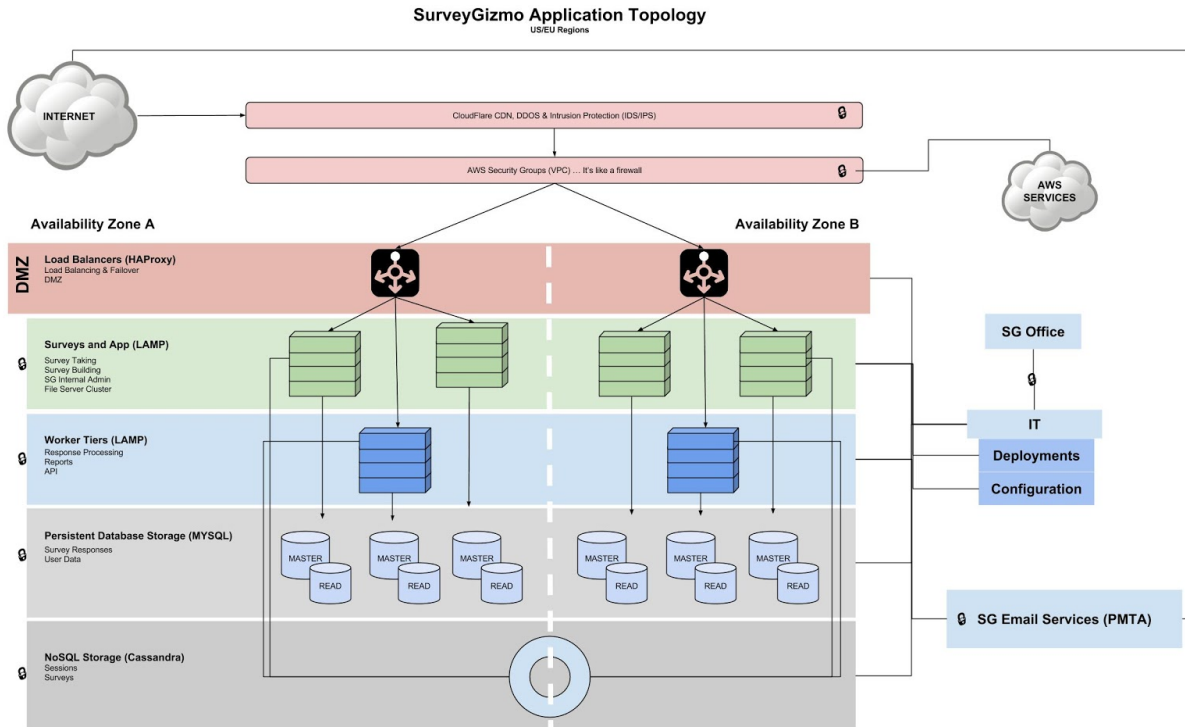 SurveyGizmo Application Topology
US/EU Regions
INTERNET
CloudFlare CDN, DDOS & Intrusion Protection (IDS/IPS)
AWS Security Groups (VPC) ... It's like a firewall
AWS
SERVICES
Availability Zone A
Availability Zone B
DMZ
Load Balancers (HAProxy)
Load Balancing & Failover
DMZ
Surveys and App (LAMP)
Survey Taking
Survey Building
SG Internal Admin
File Server Cluster
SG Office
IT
Deployments
Configuration
Worker Tiers (LAMP)
Response Processing
Reports
API
Persistent Database Storage (MYSQL)
Survey Responses
User Data
MASTER
READ
MASTER
READ
MASTER
READ
MASTER
READ
MASTER
READ
MASTER
READ
SG Email Services (PMTA)
NoSQL Storage (Cassandra)
Sessions
Surveys